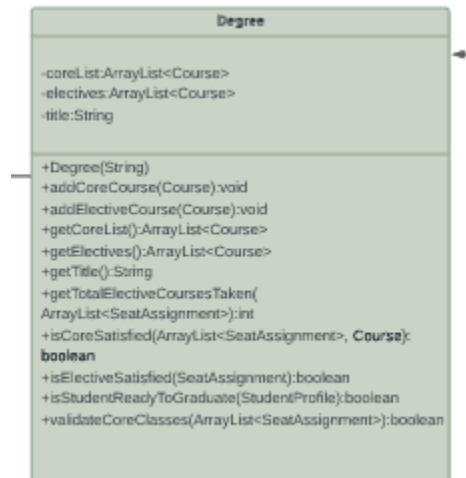 Degree
-coreList:ArrayList<Course>
-electives:ArrayList<Course>
-title:String
+Degree(String)
+addCoreCourse(Course):void
+addElectiveCourse(Course):void
+getCoreList():ArrayList<Course>
+getElectives():ArrayList<Course>
+getTitle():String
+getTotalElectiveCoursesTaken(
ArrayList<SeatAssignment>):int
+isCoreSatisfied(ArrayList<SeatAssignment>, Course):
boolean
+isElectiveSatisfied(SeatAssignment):boolean
+isStudentReadyToGraduate(StudentProfile):boolean
+validateCoreClasses(ArrayList<SeatAssignment>):boolean